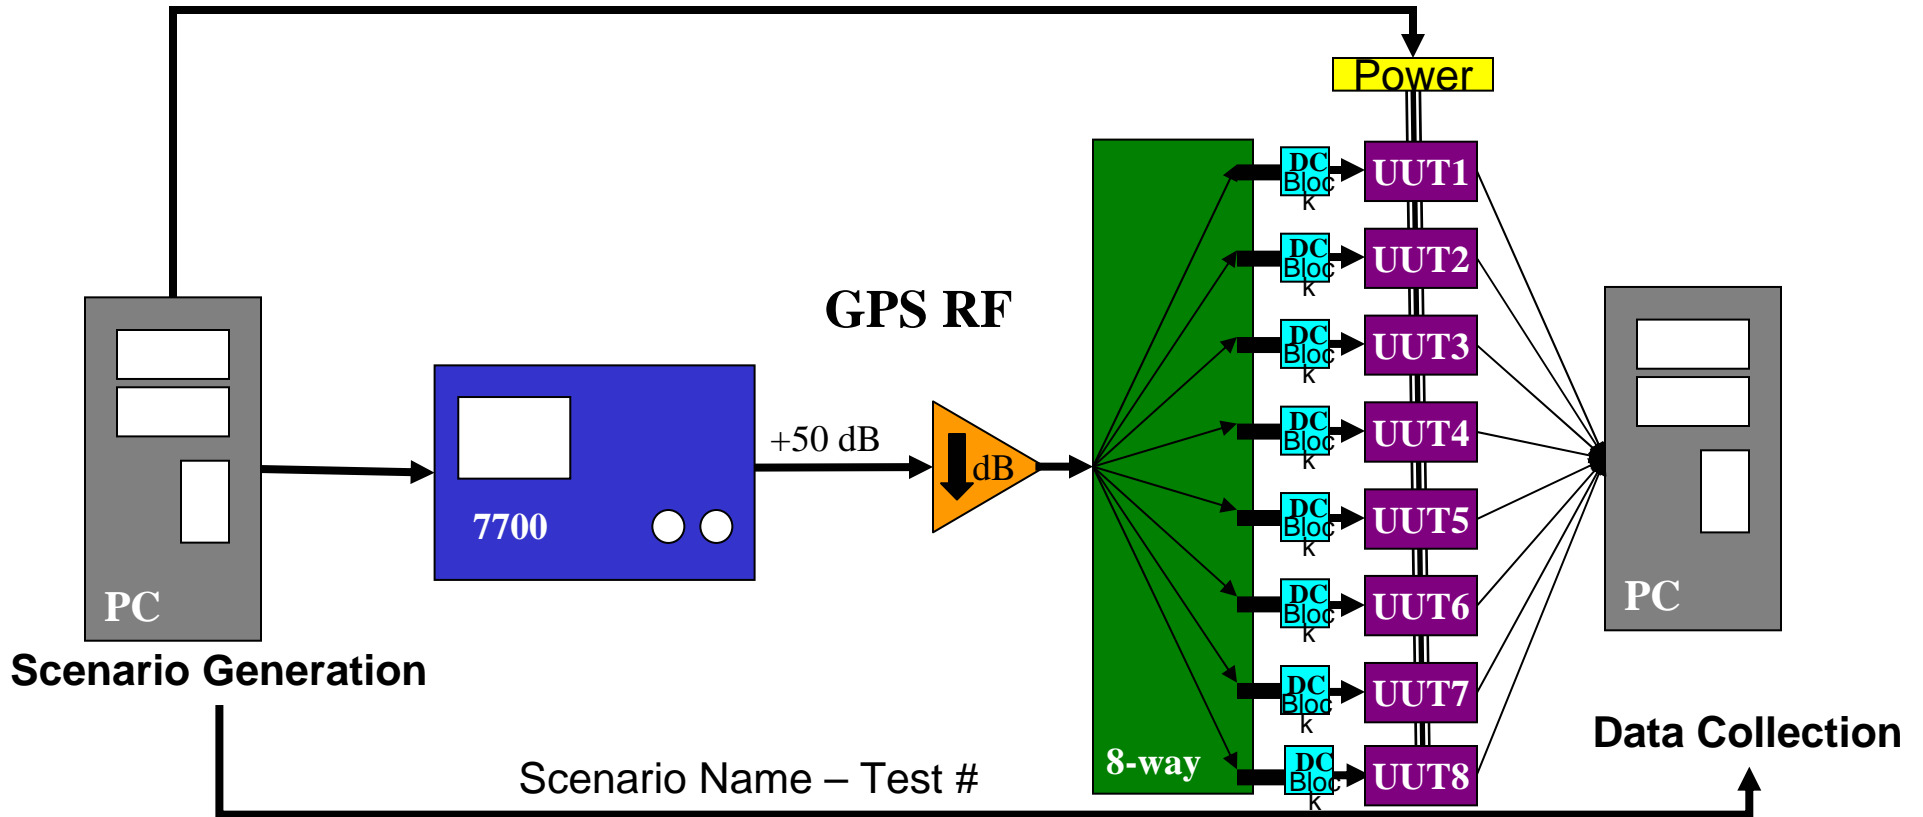 Power
DC
Bloc
k
UUT1
DC
Bloc
k
UUT2
GPS RF
DC
Bloc
k
UUT3
DC
Bloc
k
UUT4
+50 dB
dB
7700
DC
Bloc
k
UUT5
PC
DC
Bloc
k
UUT6
PC
Scenario Generation
DC
Bloc
k
UUT7
Data Collection
8-way
DC
Bloc
k
UUT8
Scenario Name – Test #